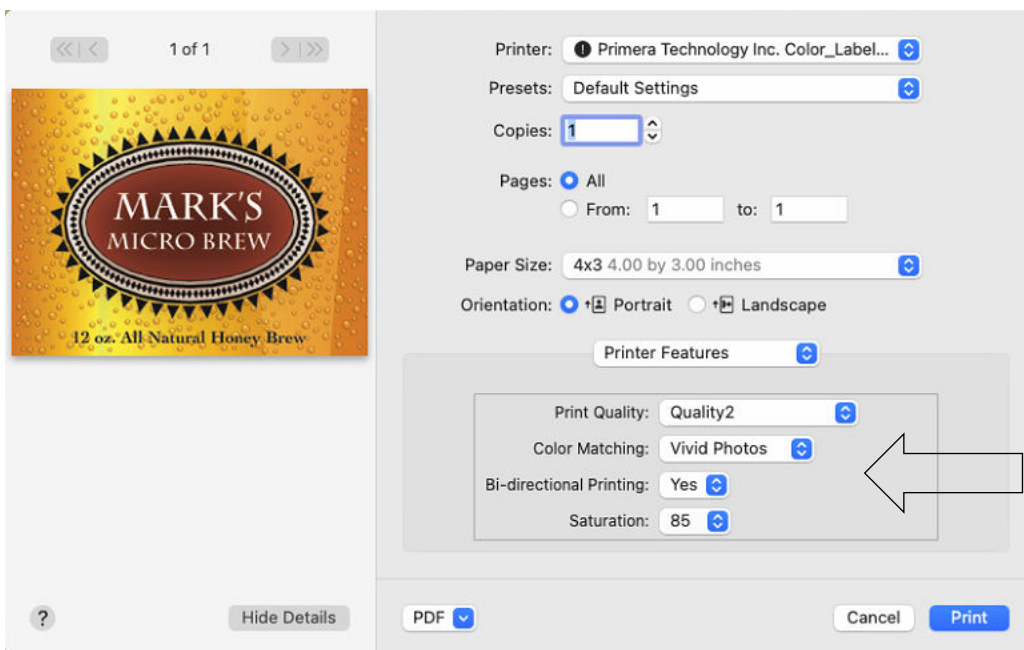 1 of 1
MARK'S
MICRO BREW
12 oz. All Natural Honey Brew
?
Hide Details
Printer: Primera Technology Inc. Color_Label...
Presets: Default Settings
Copies: 1
Pages: All
From: 1 to: 1
Paper Size: 4x3 4.00 by 3.00 inches
Orientation: Portrait Landscape
Printer Features
Print Quality: Quality2
Color Matching: Vivid Photos
Bi-directional Printing: Yes
Saturation: 85
PDF Cancel Print